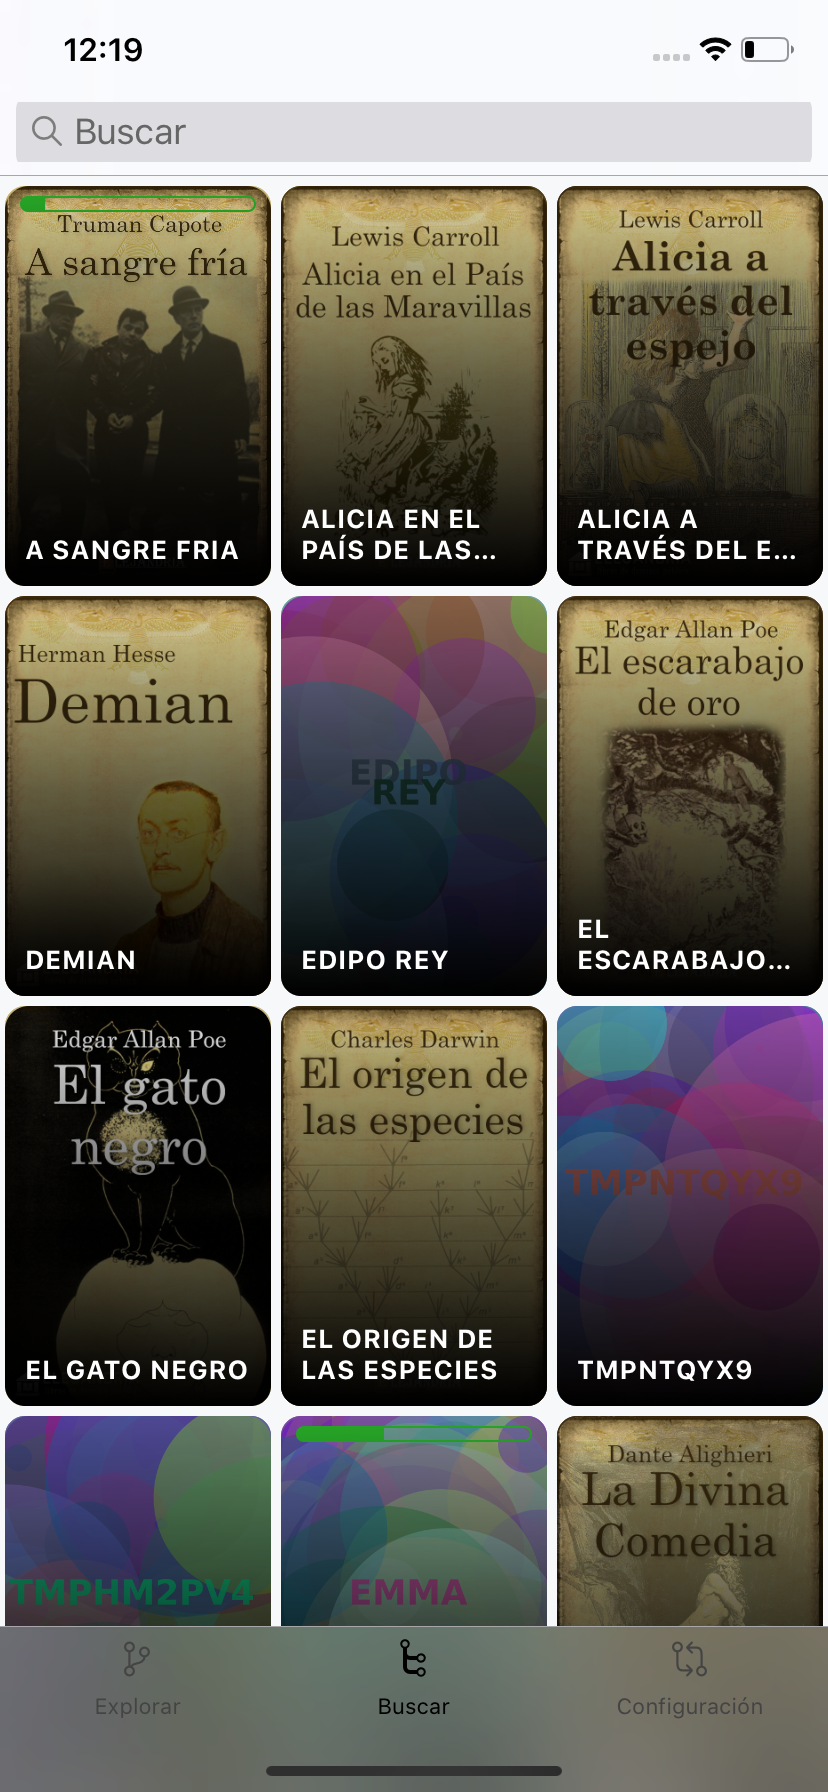 12:19
Buscar
Truman Capote
A sangre fría
A SANGRE FRIA
Lewis Carroll
Alicia en el País
de las Maravillas
ALICIA EN EL
PAÍS DE LAS...
Lewis Carroll
Alicia a
través del
espejo
ALICIA A
TRAVÉS DEL E...
Herman Hesse
Demian
DEMIAN
EDIPO
REY
EDIPO REY
Edgar Allan Poe
El escarabajo
de oro
EL
ESCARABAJO...
Edgar Allan Poe
El gato
negro
EL GATO NEGRO
Charles Darwin
El origen de
las especies
EL ORIGEN DE
LAS ESPECIES
TMPNTQYX9
TMPNTQYX9
TMPHM2PV4
EMMA
Dante Alighieri
La Divina
Comedia
Explorar
Buscar
Configuración